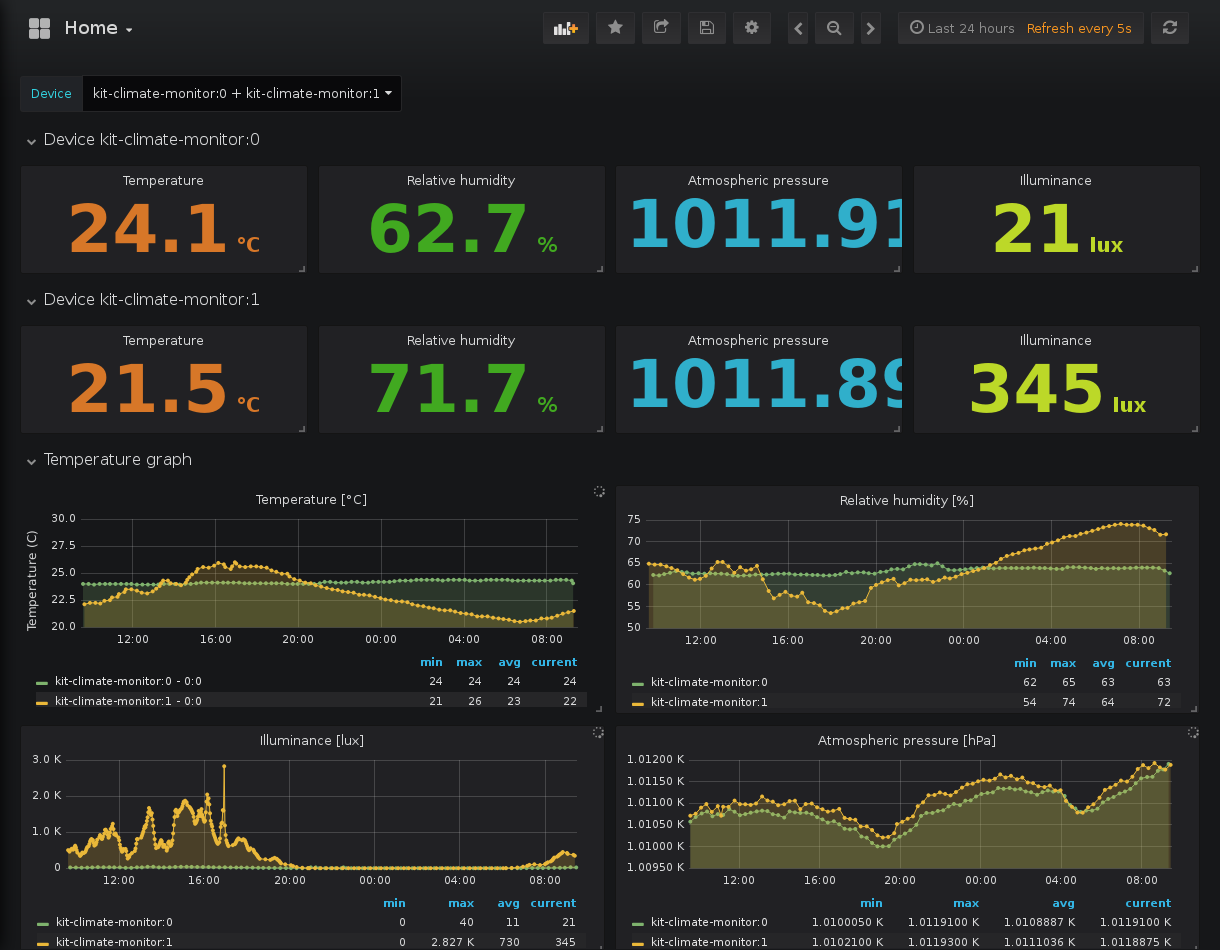 Home
Last 24 hours Refresh every 5s
Device kit-climate-monitor:0 + kit-climate-monitor:1
Device kit-climate-monitor:0
Temperature Relative humidity Atmospheric pressure Illuminance
24.1 °C 62.7 % 1011.91 21 lux
Device kit-climate-monitor:1
Temperature Relative humidity Atmospheric pressure Illuminance
21.5 °C 71.7 % 1011.89 345 lux
Temperature graph
Temperature [°C]
Temperature (C)
30.0
27.5
25.0
22.5
20.0
12:00 16:00 20:00 00:00 04:00 08:00
min max avg current
kit-climate-monitor:0 - 0:0 24 24 24 24
kit-climate-monitor:1 - 0:0 21 26 23 22
Relative humidity [%]
75
70
65
60
55
50
12:00 16:00 20:00 00:00 04:00 08:00
min max avg current
kit-climate-monitor:0 62 65 63 63
kit-climate-monitor:1 54 74 64 72
Illuminance [lux]
3.0 K
2.0 K
1.0 K
0
12:00 16:00 20:00 00:00 04:00 08:00
min max avg current
kit-climate-monitor:0 0 40 11 21
kit-climate-monitor:1 0 2.827 K 730 345
Atmospheric pressure [hPa]
1.01200 K
1.01150 K
1.01100 K
1.01050 K
1.01000 K
1.00950 K
12:00 16:00 20:00 00:00 04:00 08:00
min max avg current
kit-climate-monitor:0 1.0100050 K 1.0119100 K 1.0108887 K 1.0119100 K
kit-climate-monitor:1 1.0102100 K 1.0119300 K 1.0111036 K 1.0118875 K